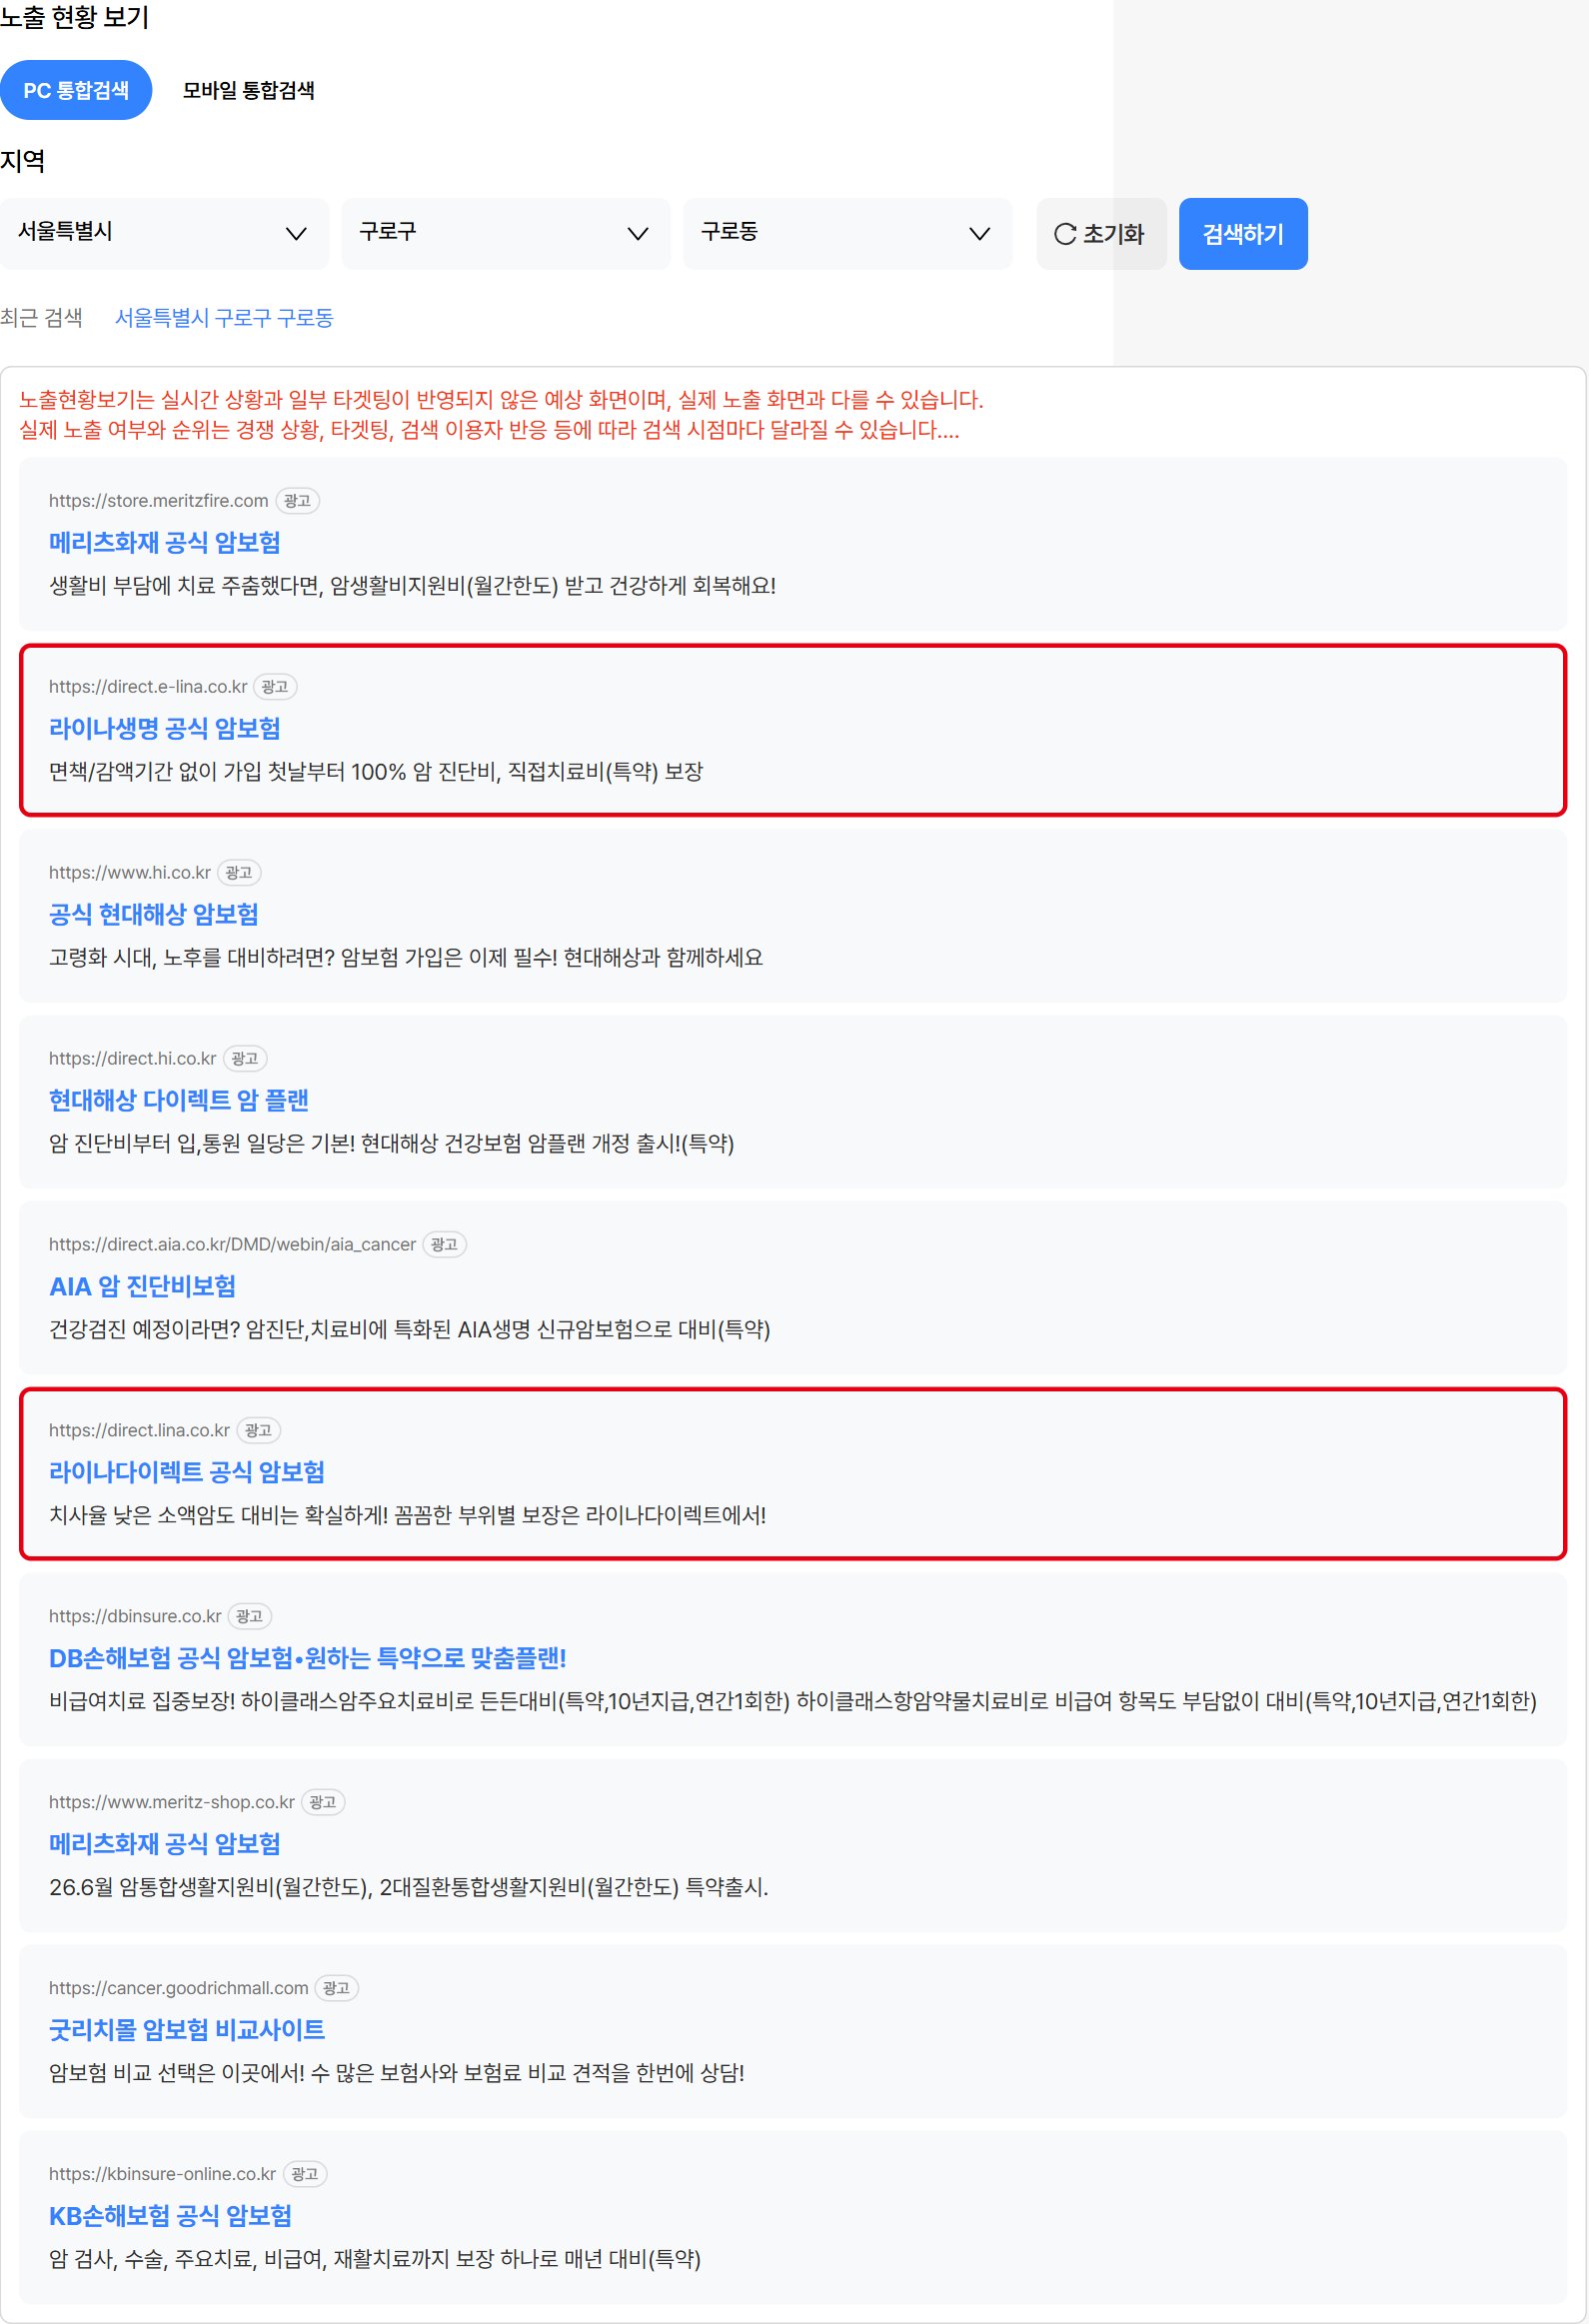 노출 현황 보기
PC 통합검색 모바일 통합검색
지역
서울특별시 구로구 구로동 초기화 검색하기
최근 검색 서울특별시 구로구 구로동
노출현황보기는 실시간 상황과 일부 타겟팅이 반영되지 않은 예상 화면이며, 실제 노출 화면과 다를 수 있습니다.
실제 노출 여부와 순위는 경쟁 상황, 타겟팅, 검색 이용자 반응 등에 따라 검색 시점마다 달라질 수 있습니다....
https://store.meritzfire.com 광고
메리츠화재 공식 암보험
생활비 부담에 치료 주춤했다면, 암생활비지원비(월간한도) 받고 건강하게 회복해요!
https://direct.e-lina.co.kr 광고
라이나생명 공식 암보험
면책/감액기간 없이 가입 첫날부터 100% 암 진단비, 직접치료비(특약) 보장
https://www.hi.co.kr 광고
공식 현대해상 암보험
고령화 시대, 노후를 대비하려면? 암보험 가입은 이제 필수! 현대해상과 함께하세요
https://direct.hi.co.kr 광고
현대해상 다이렉트 암 플랜
암 진단비부터 입,통원 일당은 기본! 현대해상 건강보험 암플랜 개정 출시!(특약)
https://direct.aia.co.kr/DMD/webin/aia_cancer 광고
AIA 암 진단비보험
건강검진 예정이라면? 암진단,치료비에 특화된 AIA생명 신규암보험으로 대비(특약)
https://direct.lina.co.kr 광고
라이나다이렉트 공식 암보험
치사율 낮은 소액암도 대비는 확실하게! 꼼꼼한 부위별 보장은 라이나다이렉트에서!
https://dbinsure.co.kr 광고
DB손해보험 공식 암보험•원하는 특약으로 맞춤플랜!
비급여치료 집중보장! 하이클래스암주요치료비로 든든대비(특약,10년지급,연간1회한) 하이클래스항암약물치료비로 비급여 항목도 부담없이 대비(특약,10년지급,연간1회한)
https://www.meritz-shop.co.kr 광고
메리츠화재 공식 암보험
26.6월 암통합생활지원비(월간한도), 2대질환통합생활지원비(월간한도) 특약출시.
https://cancer.goodrichmall.com 광고
굿리치몰 암보험 비교사이트
암보험 비교 선택은 이곳에서! 수 많은 보험사와 보험료 비교 견적을 한번에 상담!
https://kbinsure-online.co.kr 광고
KB손해보험 공식 암보험
암 검사, 수술, 주요치료, 비급여, 재활치료까지 보장 하나로 매년 대비(특약)